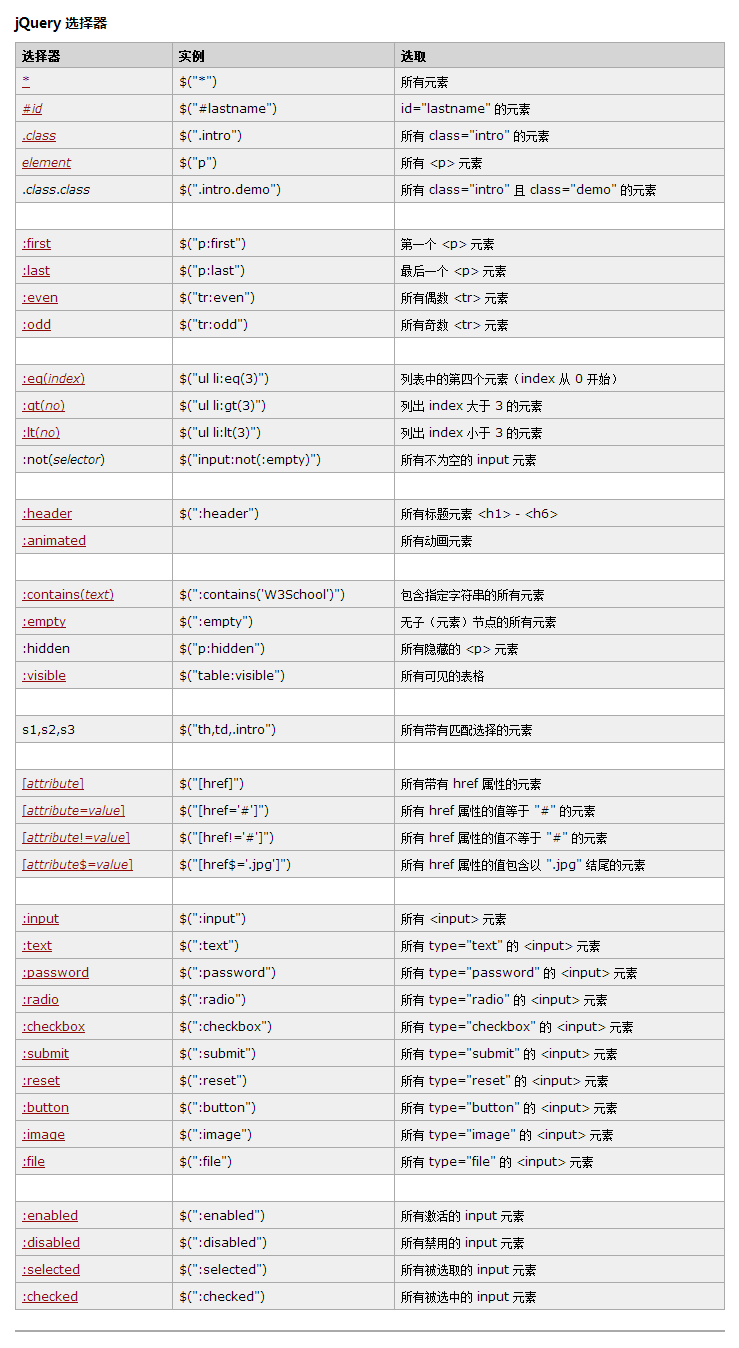 jQuery 选择器
选择器 实例 选取
* $("*") 所有元素
#id $("#lastname") id="lastname" 的元素
.class $(".intro") 所有 class="intro" 的元素
element $("p") 所有 <p> 元素
.class.class $(".intro.demo") 所有 class="intro" 且 class="demo" 的元素
:first $("p:first") 第一个 <p> 元素
:last $("p:last") 最后一个 <p> 元素
:even $("tr:even") 所有偶数 <tr> 元素
:odd $("tr:odd") 所有奇数 <tr> 元素
:eq(index) $("ul li:eq(3)") 列表中的第四个元素（index 从 0 开始）
:gt(no) $("ul li:gt(3)") 列出 index 大于 3 的元素
:lt(no) $("ul li:lt(3)") 列出 index 小于 3 的元素
:not(selector) $("input:not(:empty)") 所有不为空的 input 元素
:header $(":header") 所有标题元素 <h1> - <h6>
:animated 所有动画元素
:contains(text) $(":contains('W3School')") 包含指定字符串的所有元素
:empty $(":empty") 无子（元素）节点的所有元素
:hidden $("p:hidden") 所有隐藏的 <p> 元素
:visible $("table:visible") 所有可见的表格
s1,s2,s3 $("th,td,.intro") 所有带有匹配选择的元素
[attribute] $("[href]") 所有带有 href 属性的元素
[attribute=value] $("[href='#']") 所有 href 属性的值等于 "#" 的元素
[attribute!=value] $("[href!='#']") 所有 href 属性的值不等于 "#" 的元素
[attribute$=value] $("[href$='.jpg']") 所有 href 属性的值包含以 ".jpg" 结尾的元素
:input $(":input") 所有 <input> 元素
:text $(":text") 所有 type="text" 的 <input> 元素
:password $(":password") 所有 type="password" 的 <input> 元素
:radio $(":radio") 所有 type="radio" 的 <input> 元素
:checkbox $(":checkbox") 所有 type="checkbox" 的 <input> 元素
:submit $(":submit") 所有 type="submit" 的 <input> 元素
:reset $(":reset") 所有 type="reset" 的 <input> 元素
:button $(":button") 所有 type="button" 的 <input> 元素
:image $(":image") 所有 type="image" 的 <input> 元素
:file $(":file") 所有 type="file" 的 <input> 元素
:enabled $(":enabled") 所有激活的 input 元素
:disabled $(":disabled") 所有禁用的 input 元素
:selected $(":selected") 所有被选取的 input 元素
:checked $(":checked") 所有被选中的 input 元素